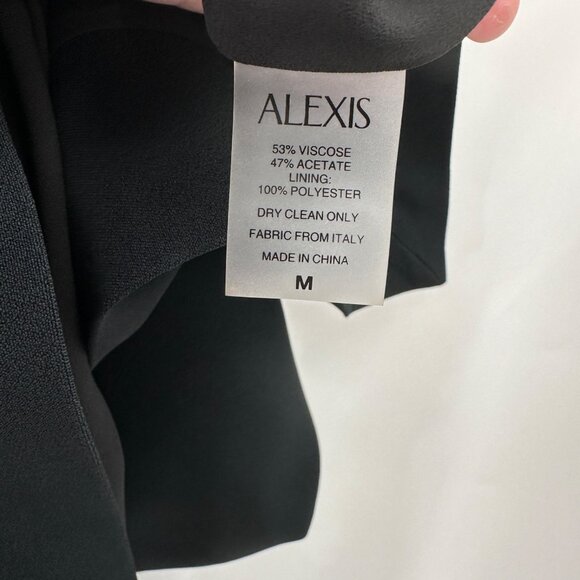 ALEXIS
53% VISCOSE
47% ACETATE
LINING:
100% POLYESTER
DRY CLEAN ONLY
FABRIC FROM ITALY
MADE IN CHINA
M